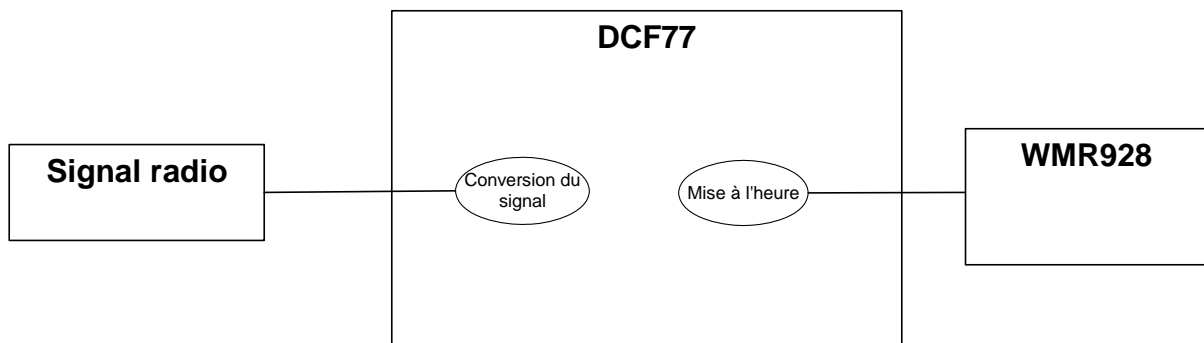 DCF77
Signal radio
Conversion du
signal
Mise à l'heure
WMR928